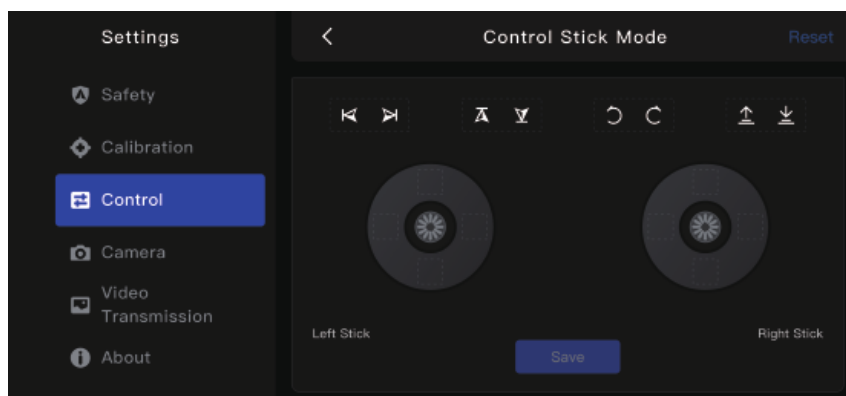 Settings
Control Stick Mode
Reset
Safety
Calibration
Control
Camera
Video
Transmission
About
Left Stick
Right Stick
Save